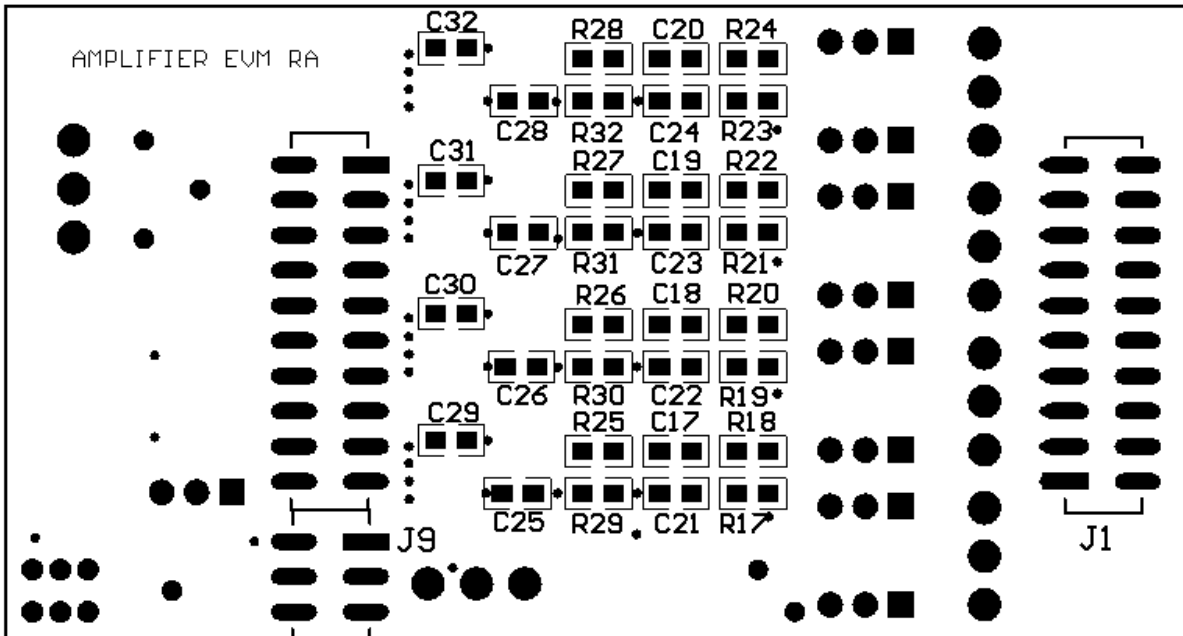 C32 R28 C20 R24
AMPLIFIER EVM RA
C28 R32 C24 R23
C31 R27 C19 R22
C27 R31 C23 R21
C30 R26 C18 R20
C26 R30 C22 R19
C29 R25 C17 R18
C25 R29 C21 R17
J9 J1